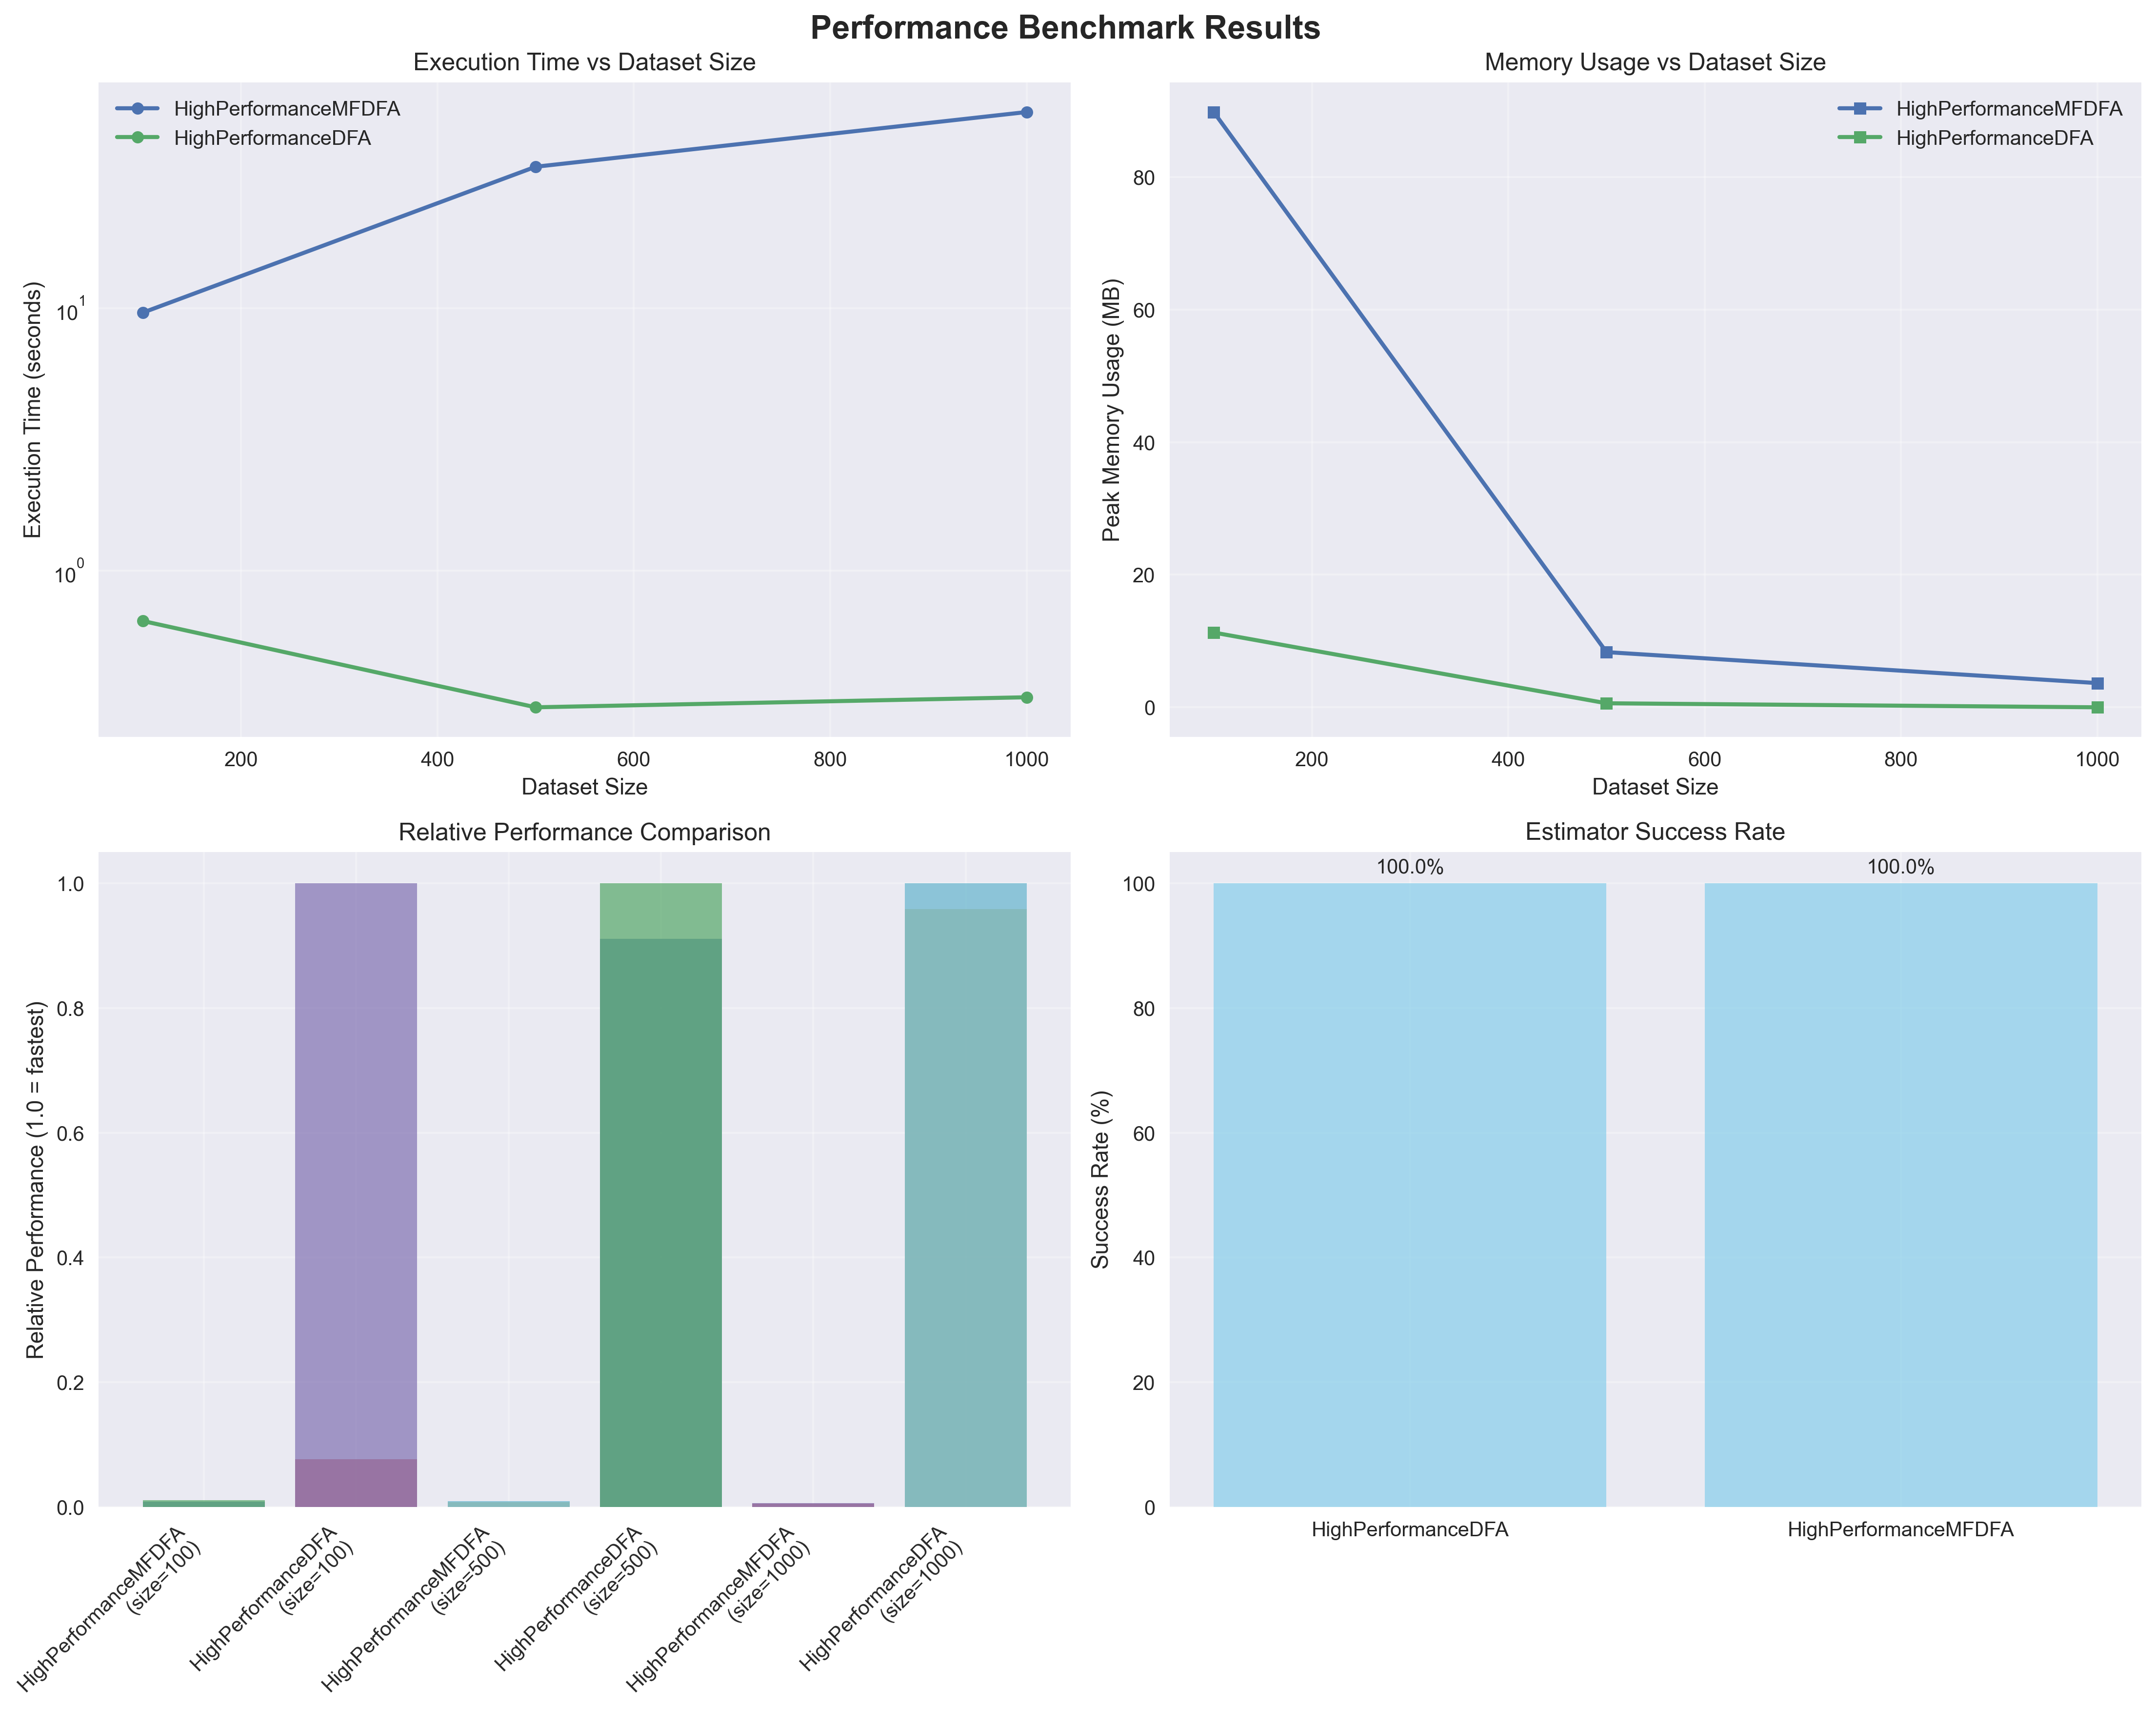 Performance Benchmark Results
Execution Time vs Dataset Size
HighPerformanceMFDFA
HighPerformanceDFA
Execution Time (seconds)
10^1
10^0
200 400 600 800 1000
Dataset Size
Memory Usage vs Dataset Size
HighPerformanceMFDFA
HighPerformanceDFA
Peak Memory Usage (MB)
80
60
40
20
0
200 400 600 800 1000
Dataset Size
Relative Performance Comparison
Relative Performance (1.0 = fastest)
1.0
0.8
0.6
0.4
0.2
0.0
HighPerformanceMFDFA
(size=100)
HighPerformanceDFA
(size=100)
HighPerformanceMFDFA
(size=500)
HighPerformanceDFA
(size=500)
HighPerformanceMFDFA
(size=1000)
HighPerformanceDFA
(size=1000)
Estimator Success Rate
100.0% 100.0%
Success Rate (%)
100
80
60
40
20
0
HighPerformanceDFA HighPerformanceMFDFA